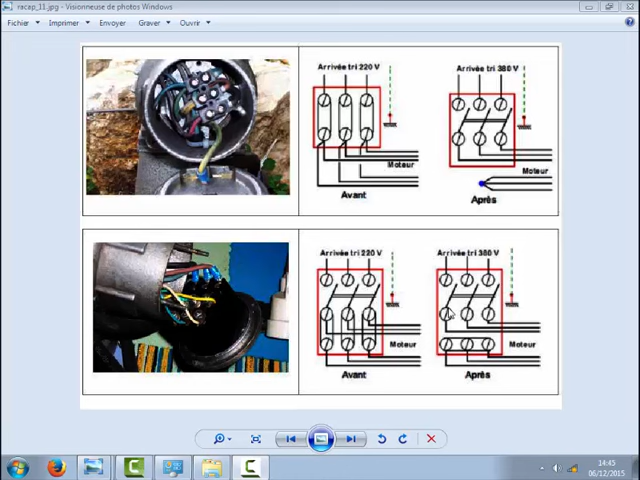 racap_11.jpg - Visionneuse de photos Windows
Fichier Imprimer Envoyer Graver Ouvrir
Arrivée tri 220 V Arrivée tri 380 V
Moteur
Moteur
Avant
Après
Arrivée tri 220 V Arrivée tri 380 V
Moteur Moteur
Avant Après
14:45
06/12/2015